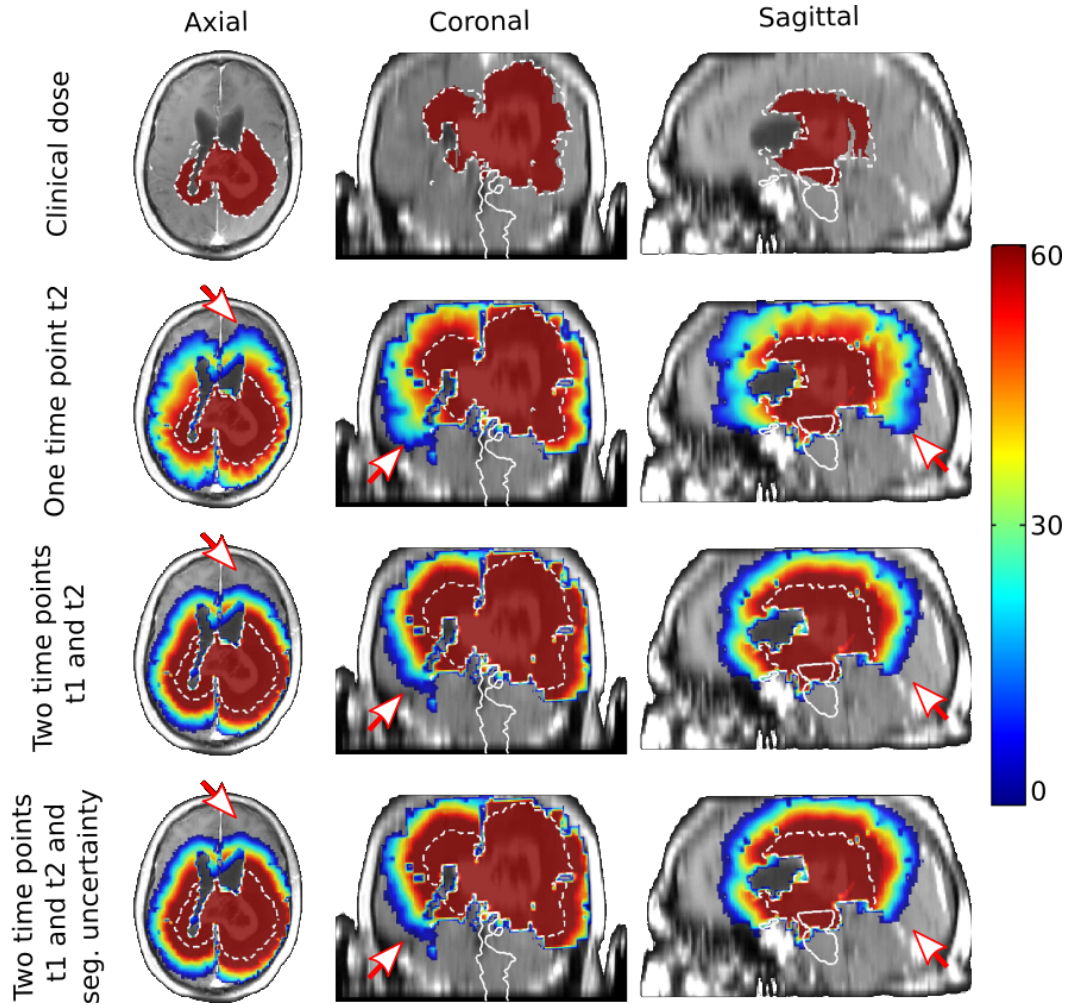 Axial
Coronal
Sagittal
Clinical dose
One time point t2
Two time points
t1 and t2
Two time points
t1 and t2 and
seg. uncertainty
60
30
0